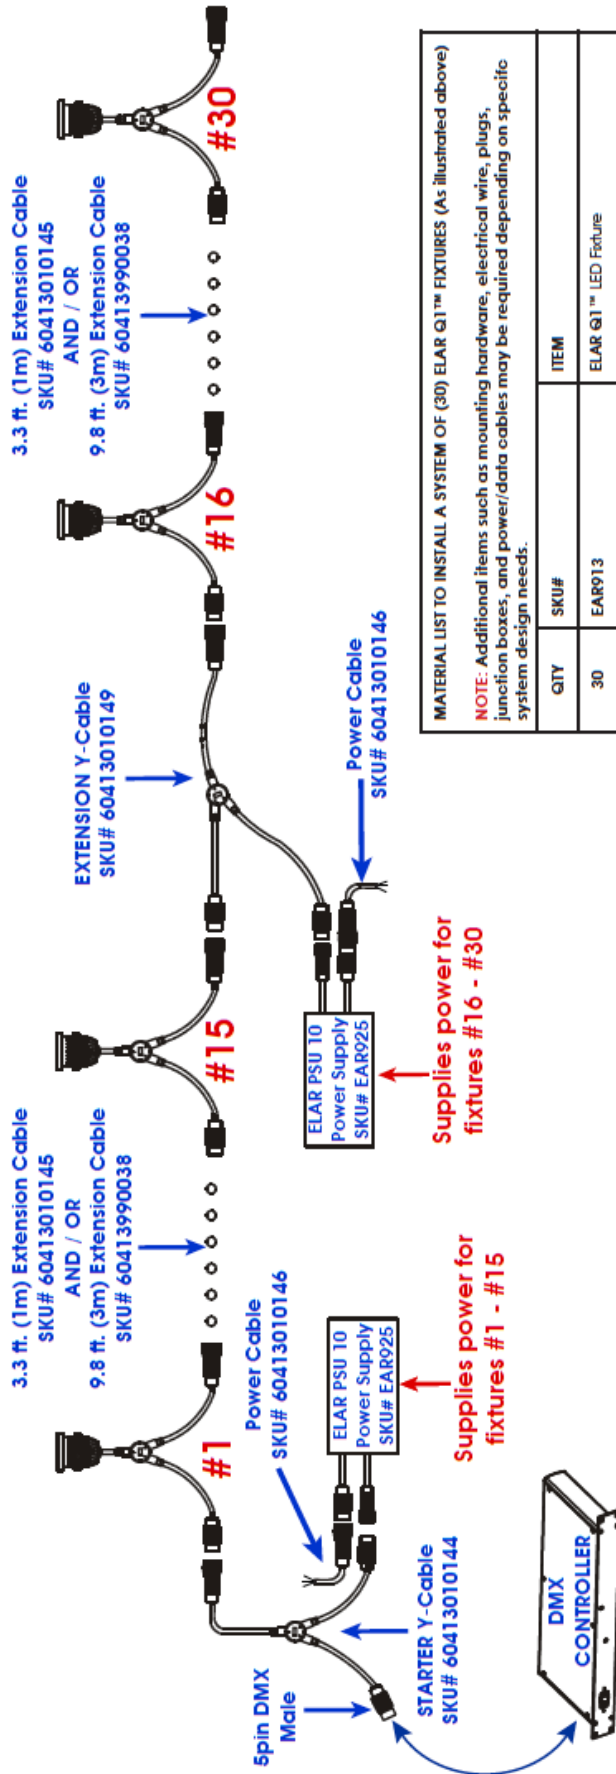 3.3 ft. (1m) Extension Cable
SKU# 60413010145
AND / OR
9.8 ft. (3m) Extension Cable
SKU# 60413990038
3.3 ft. (1m) Extension Cable
SKU# 60413010145
AND / OR
9.8 ft. (3m) Extension Cable
SKU# 60413990038
EXTENSION Y-Cable
SKU# 60413010149
#1
#15
#16
#30
Power Cable
SKU# 60413010146
Power Cable
SKU# 60413010146
5pin DMX
Male
STARTER Y-Cable
SKU# 60413010144
ELAR PSU 10
Power Supply
SKU# EAR925
Supplies power for
fixtures #1 - #15
ELAR PSU 10
Power Supply
SKU# EAR925
Supplies power for
fixtures #16 - #30
DMX
CONTROLLER
MATERIAL LIST TO INSTALL A SYSTEM OF (30) ELAR Q1™ FIXTURES (As illustrated above)
NOTE: Additional items such as mounting hardware, electrical wire, plugs,
junction boxes, and power/data cables may be required depending on specifc
system design needs.
QTY SKU# ITEM
30 EAR913 ELAR Q1™ LED Fixture